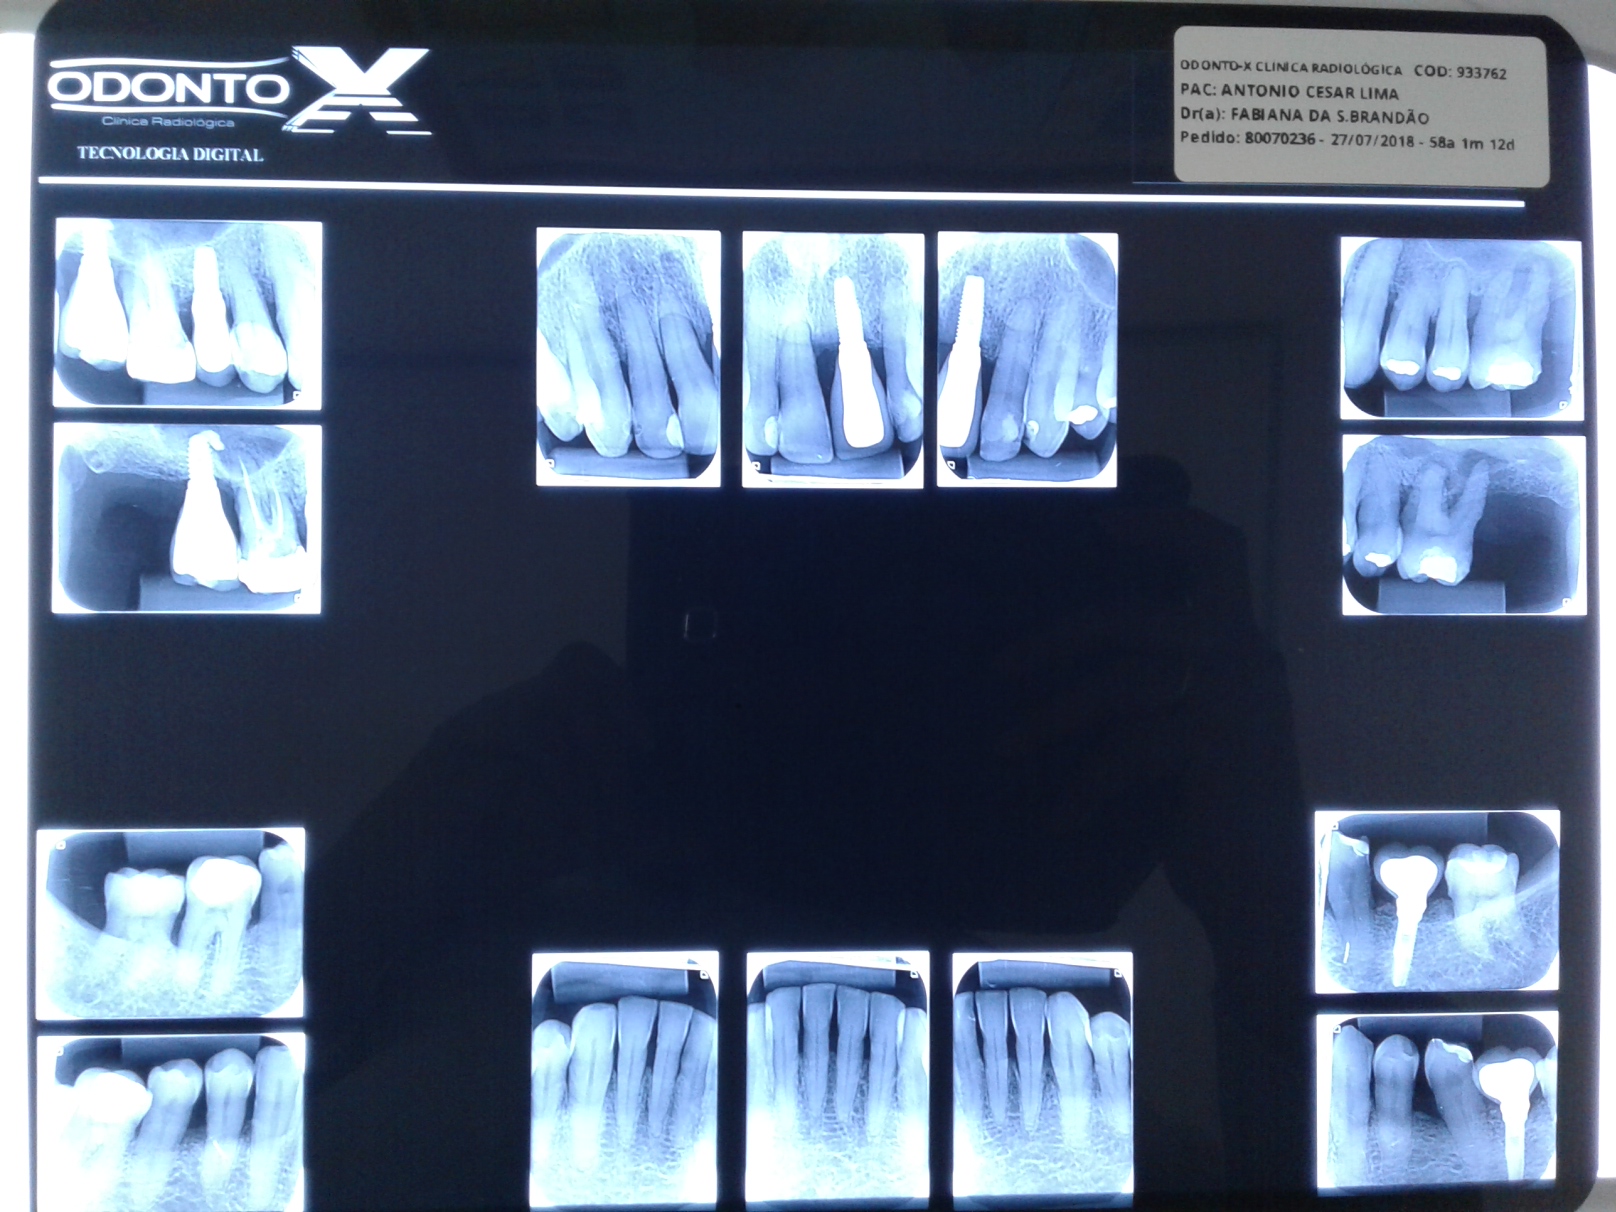 ODONTO X
Clínica Radiológica
TECNOLOGIA DIGITAL
ODONTO-X CLINICA RADIOLÓGICA COD: 933762
PAC: ANTONIO CESAR LIMA
Dr(a): FABIANA DA S.BRANDÃO
Pedido: 80070236 - 27/07/2018 - 58a 1m 12d